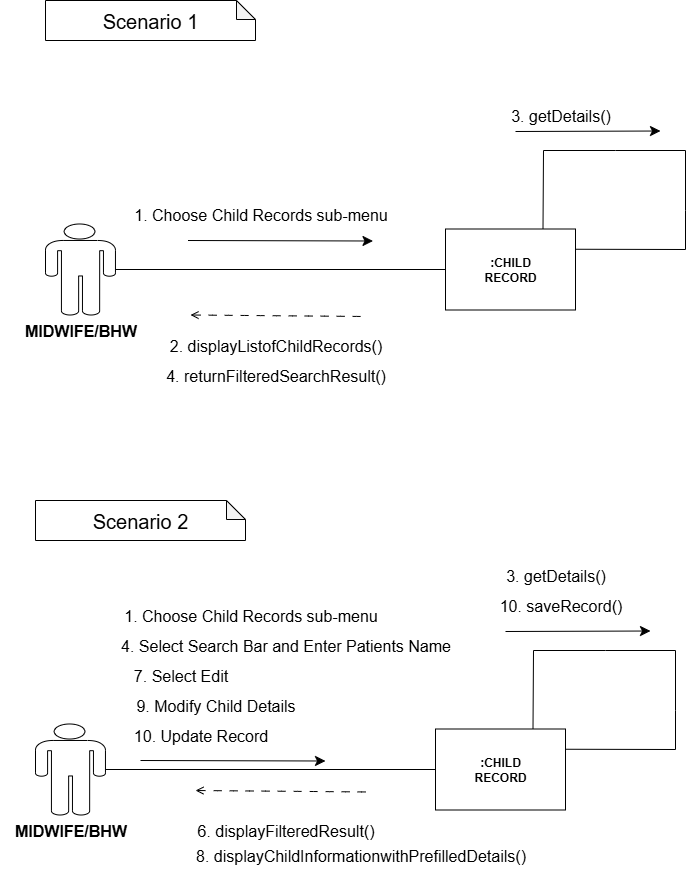 Scenario 1
3. getDetails()
1. Choose Child Records sub-menu
:CHILD
RECORD
MIDWIFE/BHW
2. displayListofChildRecords()
4. returnFilteredSearchResult()
Scenario 2
3. getDetails()
10. saveRecord()
1. Choose Child Records sub-menu
4. Select Search Bar and Enter Patients Name
7. Select Edit
9. Modify Child Details
10. Update Record
:CHILD
RECORD
MIDWIFE/BHW
6. displayFilteredResult()
8. displayChildInformationwithPrefilledDetails()